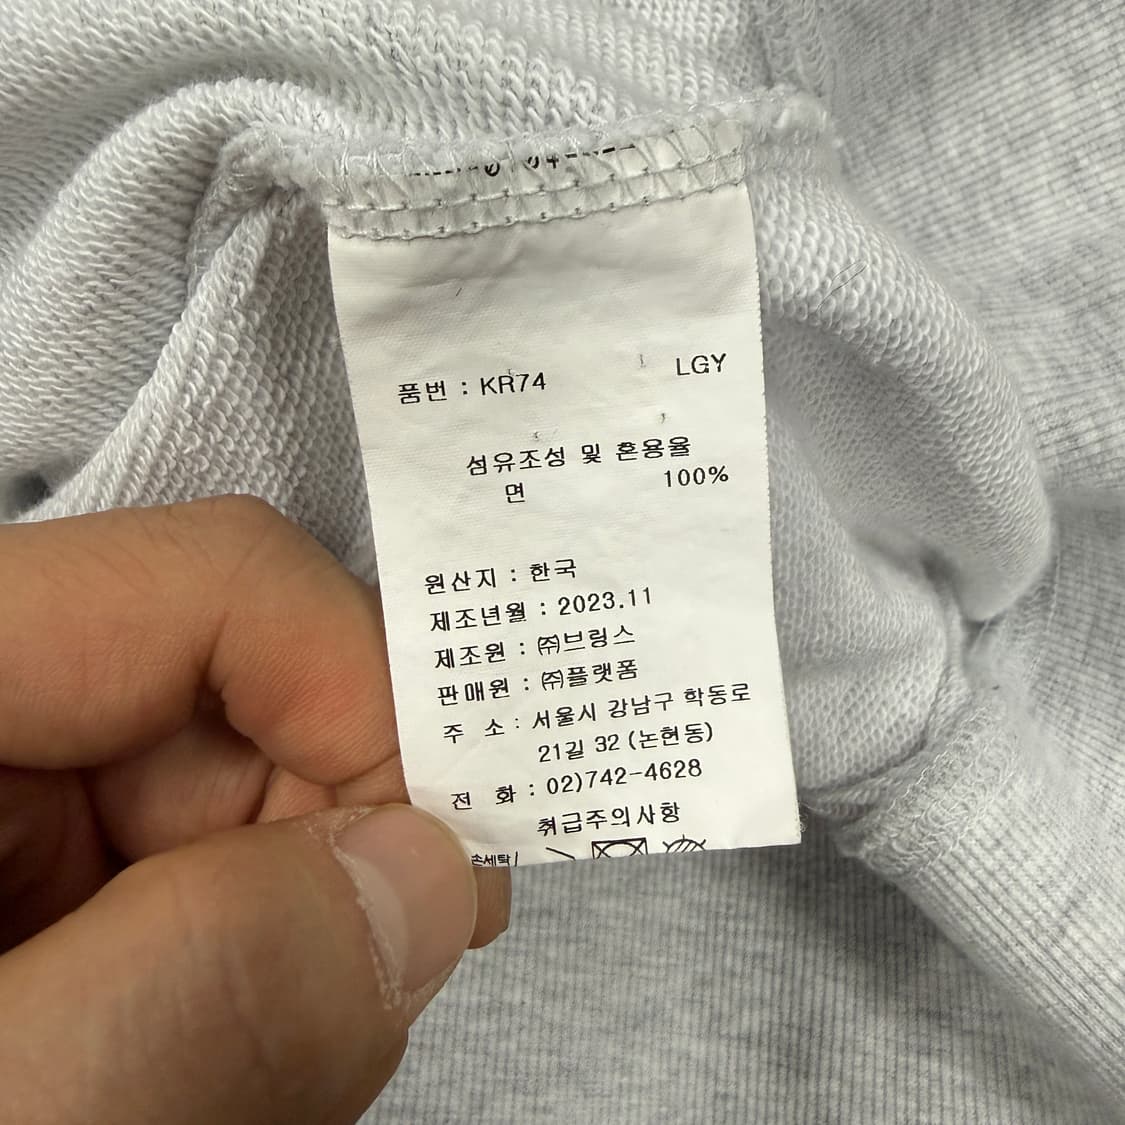 품번 : KR74 LGY
섬유조성 및 혼용율
면 100%
원산지 : 한국
제조년월 : 2023.11
제조원 : ㈜브링스
판매원 : ㈜플랫폼
주 소 : 서울시 강남구 학동로
21길 32 (논현동)
전 화 : 02)742-4628
취급주의사항
손세탁